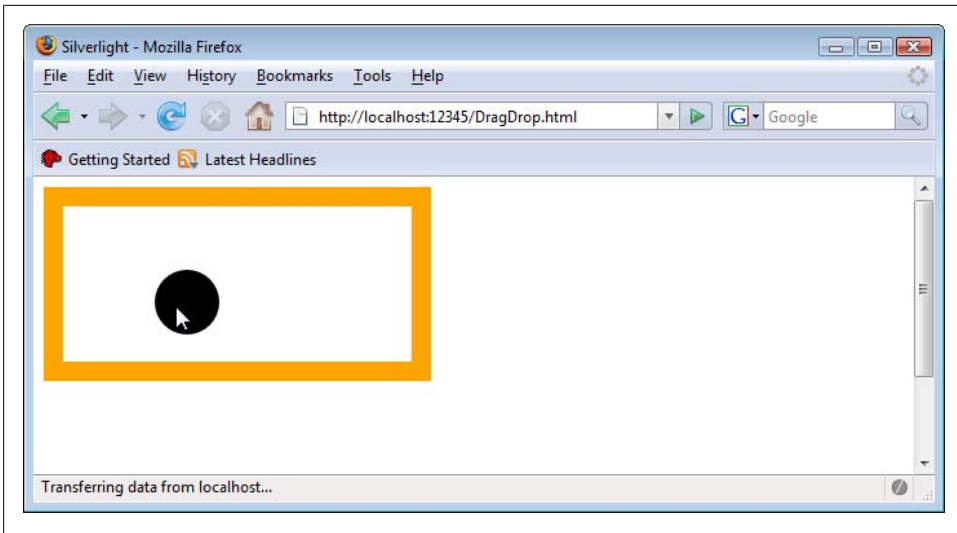 Silverlight - Mozilla Firefox
File Edit View History Bookmarks Tools Help
http://localhost:12345/DragDrop.html G Google
Getting Started Latest Headlines
Transferring data from localhost...